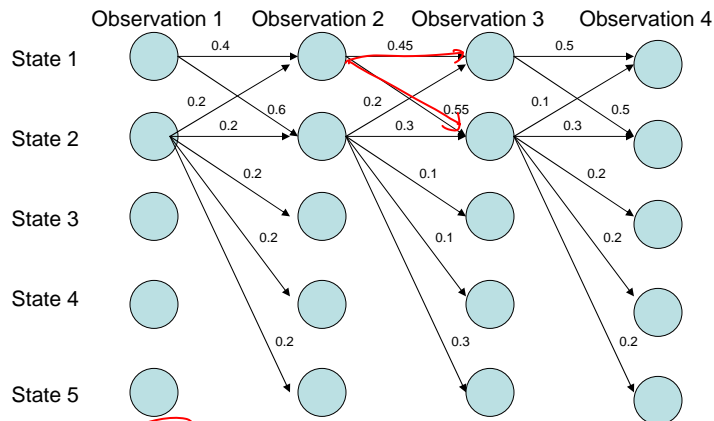 Observation 1 Observation 2 Observation 3 Observation 4
State 1 0.4 0.45 0.5
0.2 0.6 0.2 0.55 0.1 0.5
State 2 0.2 0.3 0.3
0.2 0.1 0.2
State 3
0.2 0.1 0.2
State 4
0.2 0.3 0.2
State 5